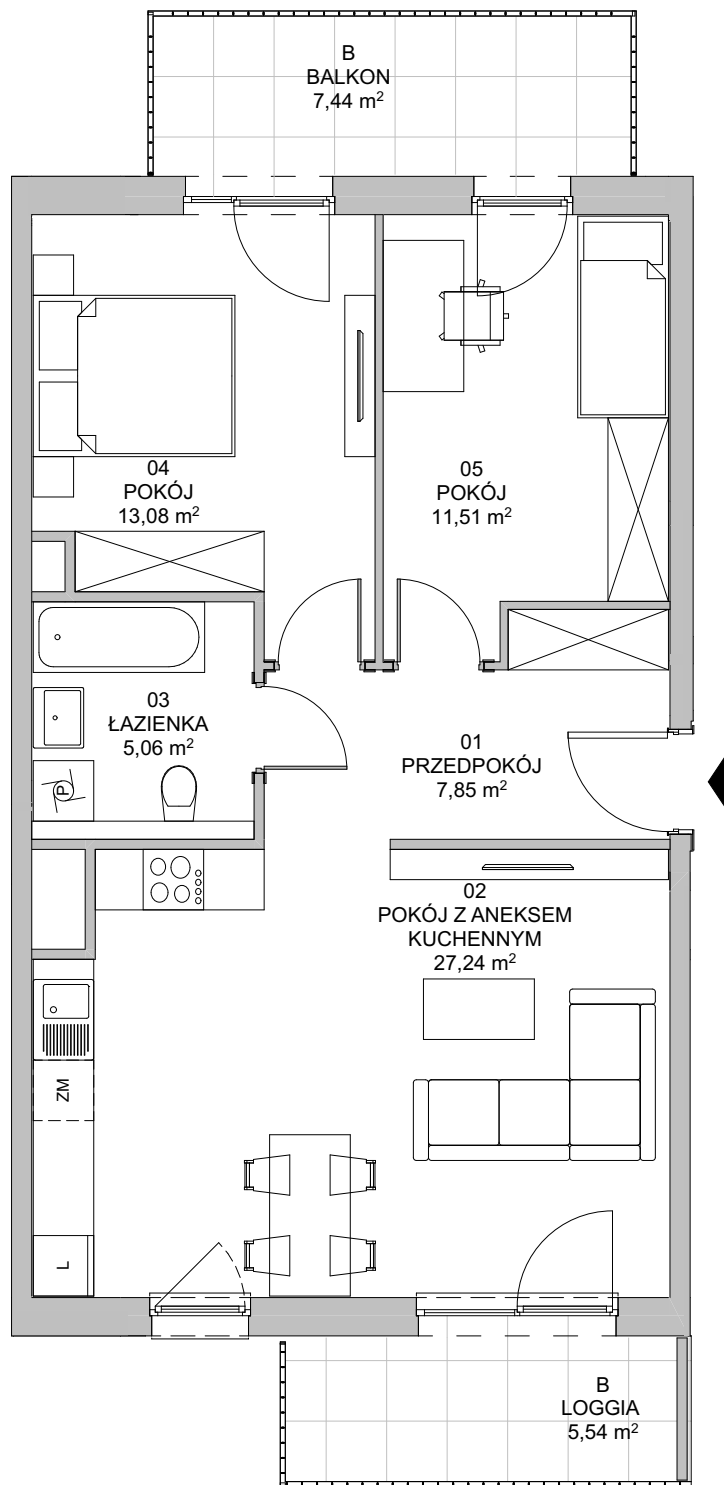 B
BALKON
7,44 m²
04
POKÓJ
13,08 m²
05
POKÓJ
11,51 m²
03
ŁAZIENKA
5,06 m²
P
01
PRZEDPOKÓJ
7,85 m²
02
POKÓJ Z ANEKSEM
KUCHENNYM
27,24 m²
ZM
L
B
LOGGIA
5,54 m²